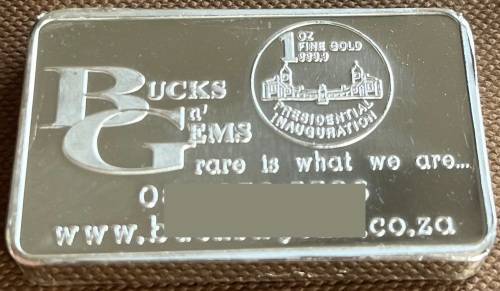 1 OZ
FINE GOLD
999,9
PRESIDENTIAL
INAUGURATION
BUCKS
n'
GEMS
rare is what we are...
www.
.co,za